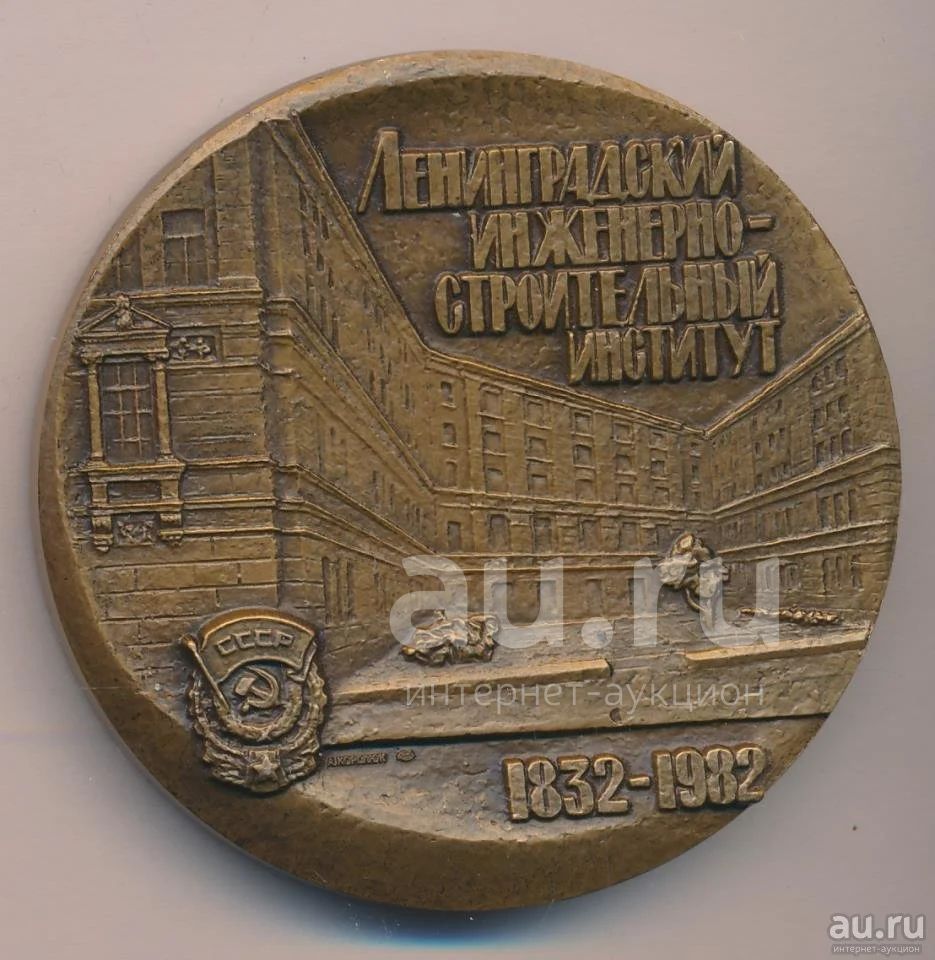 ЛЕНИНГРАДСКИЙ
ИНЖЕНЕРНО-
СТРОИТЕЛЬНЫЙ
ИНСТИТУТ
au.ru
интернет-аукцион
СССР
1832-1982
au.ru
интернет-аукцион